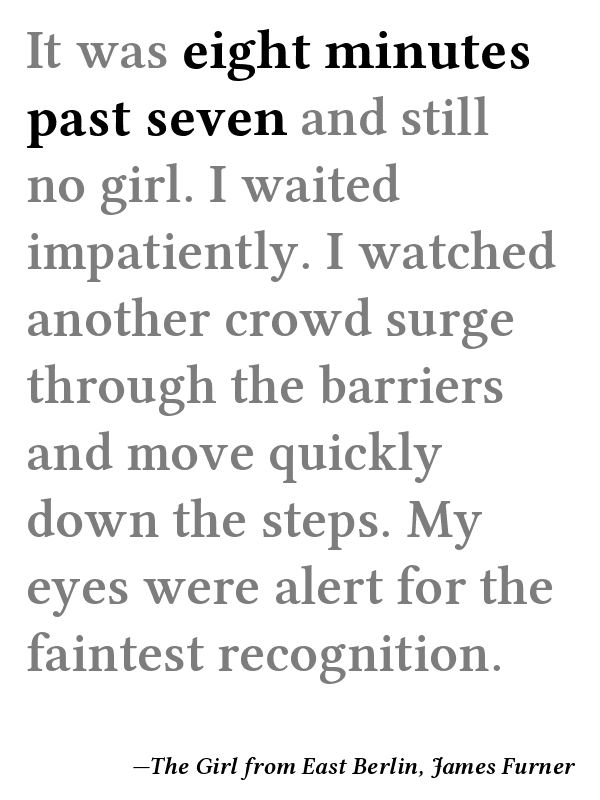 It was eight minutes
past seven and still
no girl. I waited
impatiently. I watched
another crowd surge
through the barriers
and move quickly
down the steps. My
eyes were alert for the
faintest recognition.
—The Girl from East Berlin, James Furner